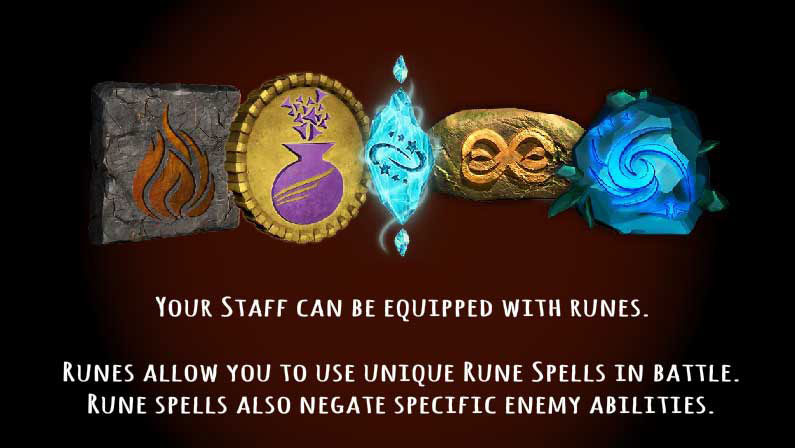 Your Staff can be equipped with runes.
Runes allow you to use unique Rune Spells in battle.
Rune spells also negate specific enemy abilities.